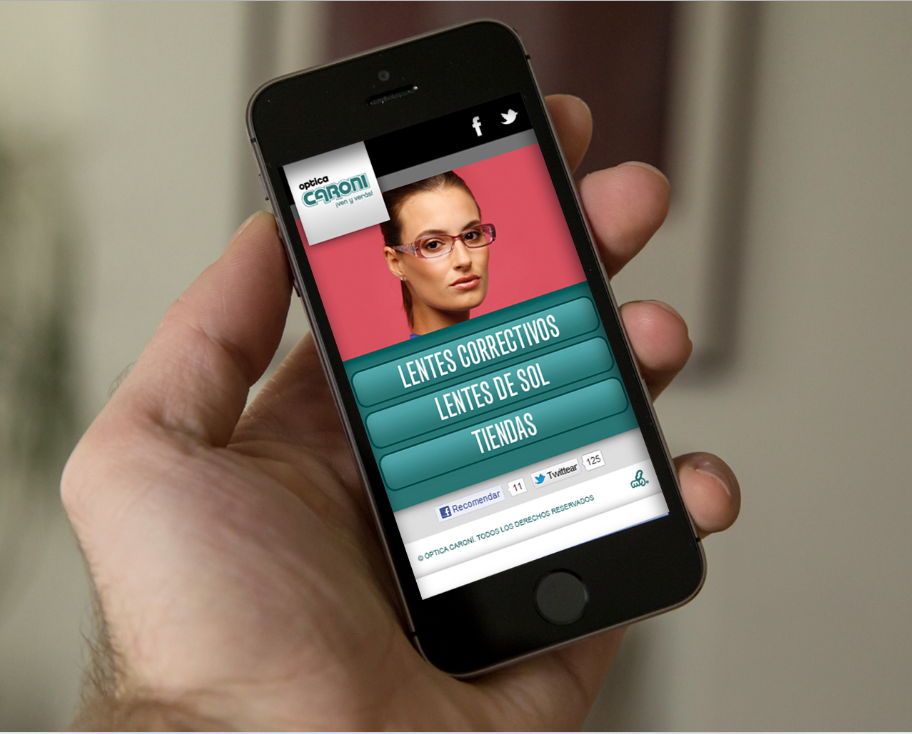 optica
CARONI
¡ven y verás!
LENTES CORRECTIVOS
LENTES DE SOL
TIENDAS
Recomendar 11 Twittear 125
© ÓPTICA CARONÍ. TODOS LOS DERECHOS RESERVADOS